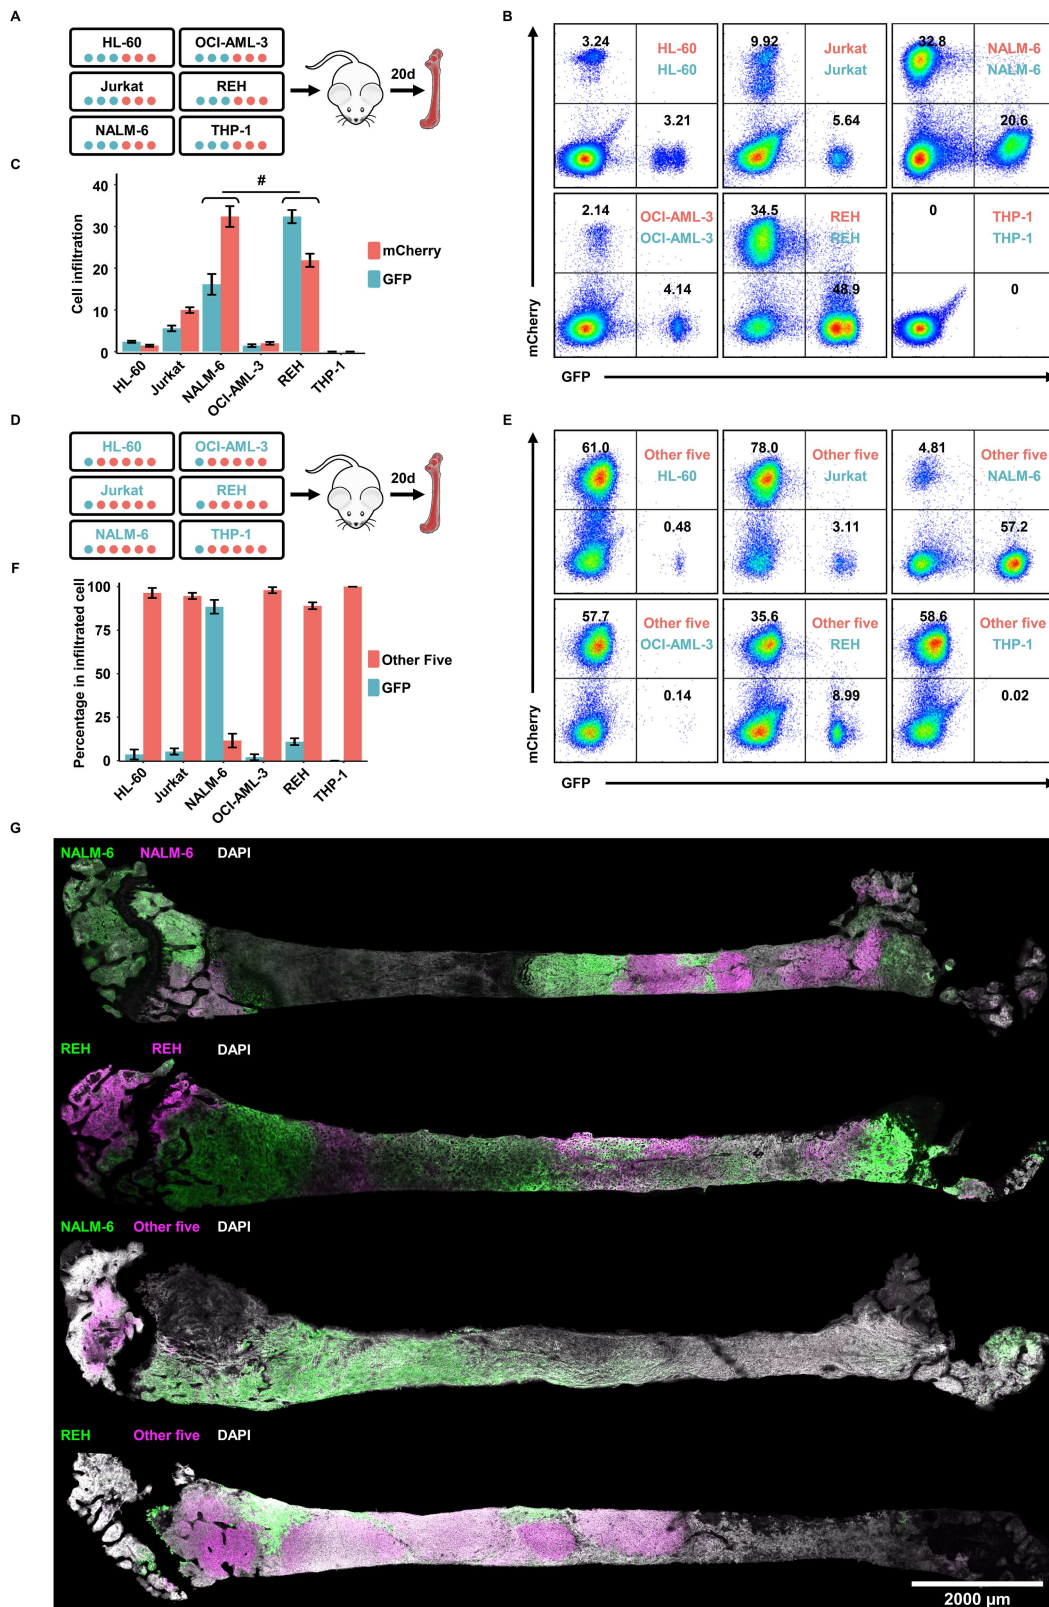 A
HL-60 OCI-AML-3
Jurkat REH
NALM-6 THP-1
20d
B
3.24 HL-60 9.92 Jurkat 32.8 NALM-6
HL-60 Jurkat NALM-6
3.21 5.64 20.6
2.14 OCI-AML-3 34.5 REH 0 THP-1
OCI-AML-3 REH THP-1
4.14 48.9 0
mCherry
GFP
C
Cell infiltration
40
30
20
10
0
#
mCherry
GFP
HL-60 Jurkat NALM-6 OCI-AML-3 REH THP-1
D
HL-60 OCI-AML-3
Jurkat REH
NALM-6 THP-1
20d
E
61.0 Other five 78.0 Other five 4.81 Other five
HL-60 Jurkat NALM-6
0.48 3.11 57.2
57.7 Other five 35.6 Other five 58.6 Other five
OCI-AML-3 REH THP-1
0.14 8.99 0.02
mCherry
GFP
F
Percentage in infiltrated cell
100
75
50
25
0
Other Five
GFP
HL-60 Jurkat NALM-6 OCI-AML-3 REH THP-1
G
NALM-6 NALM-6 DAPI
REH REH DAPI
NALM-6 Other five DAPI
REH Other five DAPI
2000 µm